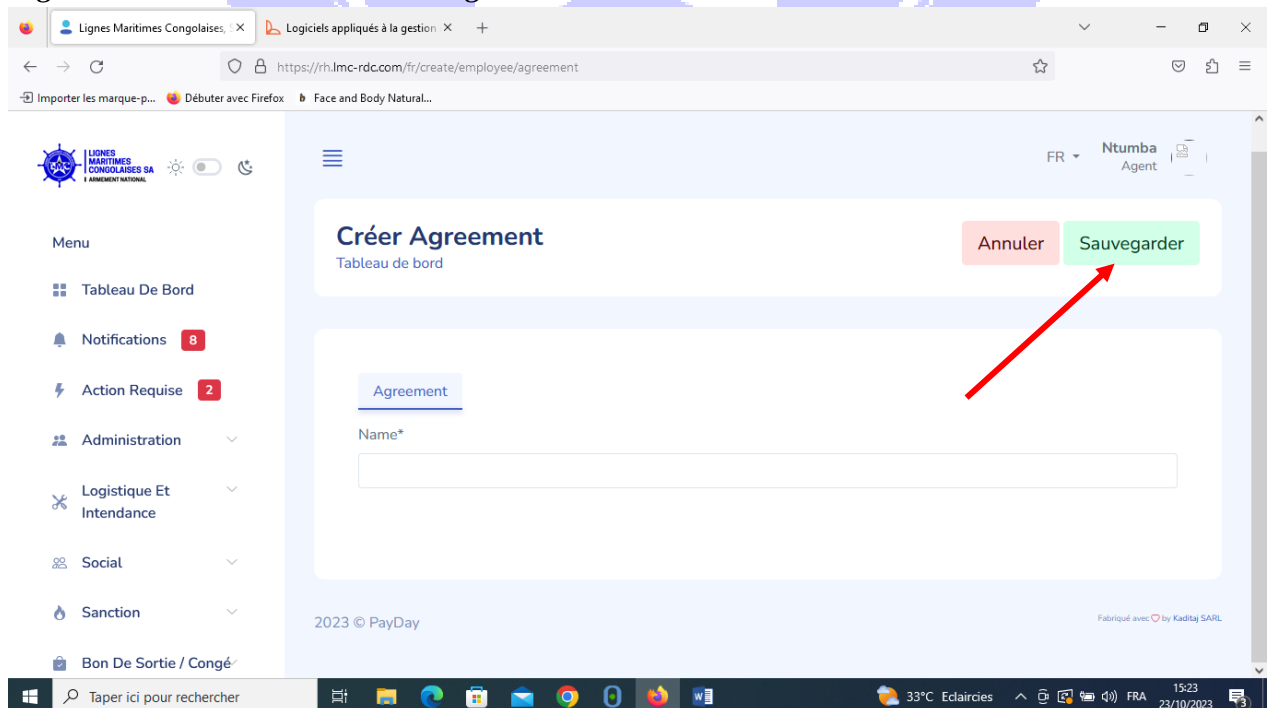 Lignes Maritimes Congolaises, S
Logiciels appliqués à la gestion
https://rh.lmc-rdc.com/fr/create/employee/agreement
Importer les marque-p... Débuter avec Firefox b Face and Body Natural...
LIGNES
MARITIMES
CONGOLAISES SA
L'ARMEMENT NATIONAL
LMC
FR
Ntumba
Agent
Menu
Créer Agreement
Tableau de bord
Annuler
Sauvegarder
Tableau De Bord
Notifications 8
Action Requise 2
Administration
Logistique Et
Intendance
Social
Sanction
Bon De Sortie / Congé
Agreement
Name*
2023 © PayDay
Fabriqué avec by Kaditaj SARL
Taper ici pour rechercher
33°C Eclaircies
FRA
15:23
23/10/2023
3